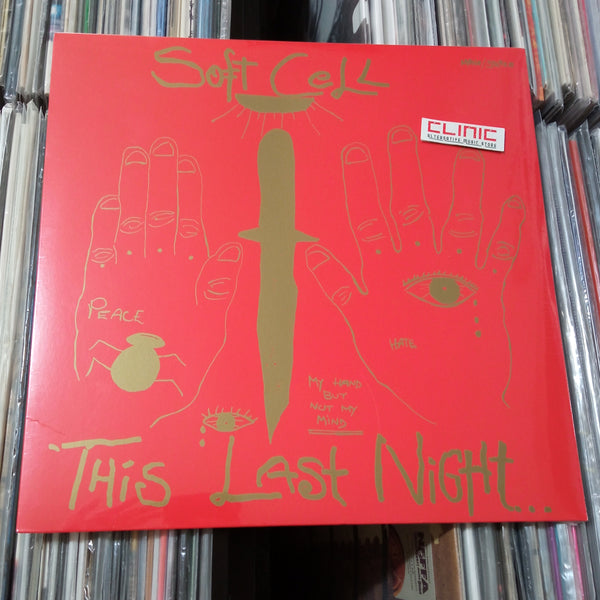 Soft Cell
CLINIC
ALTERNATIVE MUSIC STORE
PEACE
HATE
MY HAND
BUT
NOT MY
MIND
THiS LAST NiGHT...